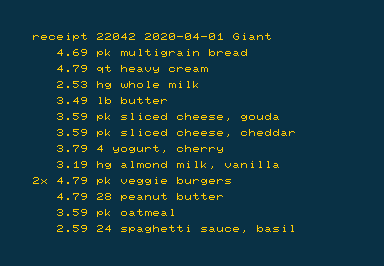 receipt 22042 2020-04-01 Giant
4.69 pk multigrain bread
4.79 qt heavy cream
2.53 hg whole milk
3.49 lb butter
3.59 pk sliced cheese, gouda
3.59 pk sliced cheese, cheddar
3.79 4 yogurt, cherry
3.19 hg almond milk, vanilla
2x 4.79 pk veggie burgers
4.79 28 peanut butter
3.59 pk oatmeal
2.59 24 spaghetti sauce, basil